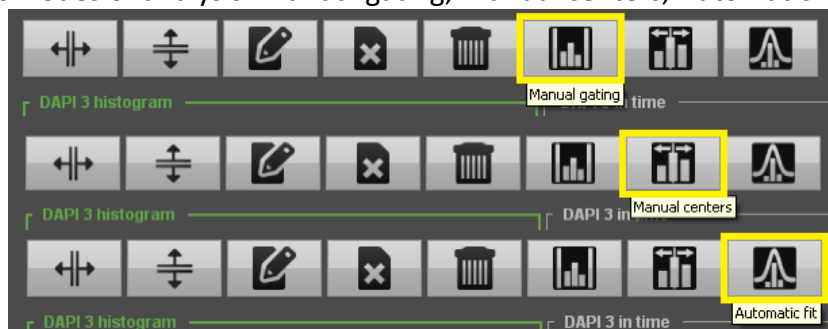 DAPI 3 histogram
Manual gating
time
DAPI 3 histogram
DAPI 3 in
Manual centers
DAPI 3 histogram
DAPI 3 in time
Automatic fit